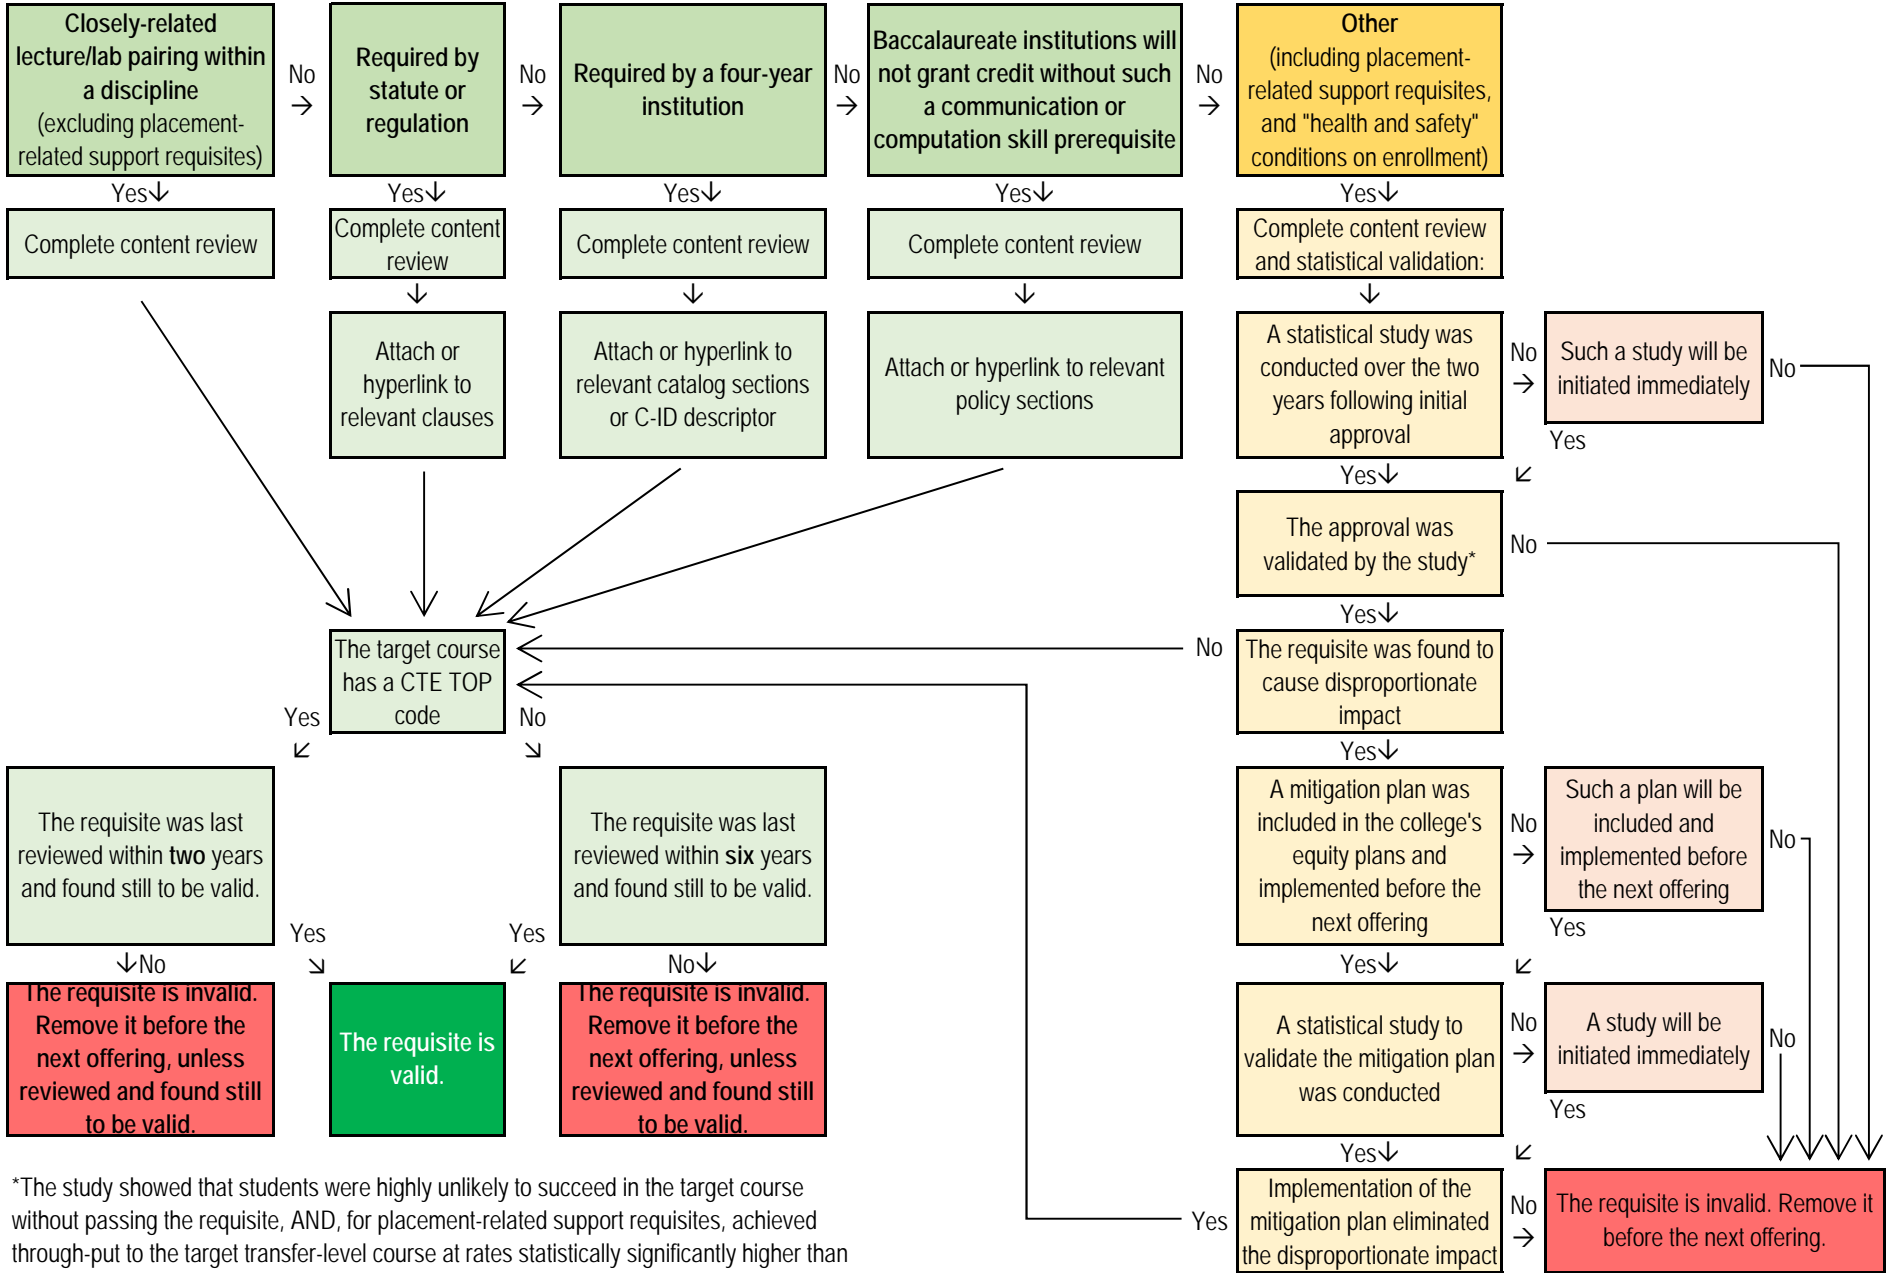 Closely-related
lecture/lab pairing within
a discipline
(excluding placement-
related support requisites)
No
→
Required by
statute or
regulation
No
→
Required by a four-year
institution
No
→
Baccalaureate institutions will
not grant credit without such
a communication or
computation skill prerequisite
No
→
Other
(including placement-
related support requisites,
and "health and safety"
conditions on enrollment)
Yes↓
Yes↓
Yes↓
Yes↓
Yes↓
Complete content review
Complete content
review
Complete content review
Complete content review
Complete content review
and statistical validation:
↓
↓
↓
↓
Attach or
hyperlink to
relevant clauses
Attach or hyperlink to
relevant catalog sections
or C-ID descriptor
Attach or hyperlink to relevant
policy sections
A statistical study was
conducted over the two
years following initial
approval
No
→
Such a study will be
initiated immediately
No
Yes
Yes↓
↙
The approval was
validated by the study*
No
Yes↓
The target course
has a CTE TOP
code
No
The requisite was found to
cause disproportionate
impact
Yes
↙
No
↘
Yes↓
The requisite was last
reviewed within two years
and found still to be valid.
The requisite was last
reviewed within six years
and found still to be valid.
A mitigation plan was
included in the college's
equity plans and
implemented before the
next offering
No
→
Such a plan will be
included and
implemented before
the next offering
No
Yes
Yes
Yes
↓No
↘
↙
No↓
Yes↓
↙
The requisite is invalid.
Remove it before the
next offering, unless
reviewed and found still
to be valid.
The requisite is
valid.
The requisite is invalid.
Remove it before the
next offering, unless
reviewed and found still
to be valid.
A statistical study to
validate the mitigation plan
was conducted
No
→
A study will be
initiated immediately
No
Yes
Yes↓
↙
*The study showed that students were highly unlikely to succeed in the target course
without passing the requisite, AND, for placement-related support requisites, achieved
through-put to the target transfer-level course at rates statistically significantly higher than
Yes
Implementation of the
mitigation plan eliminated
the disproportionate impact
No
→
The requisite is invalid. Remove it
before the next offering.